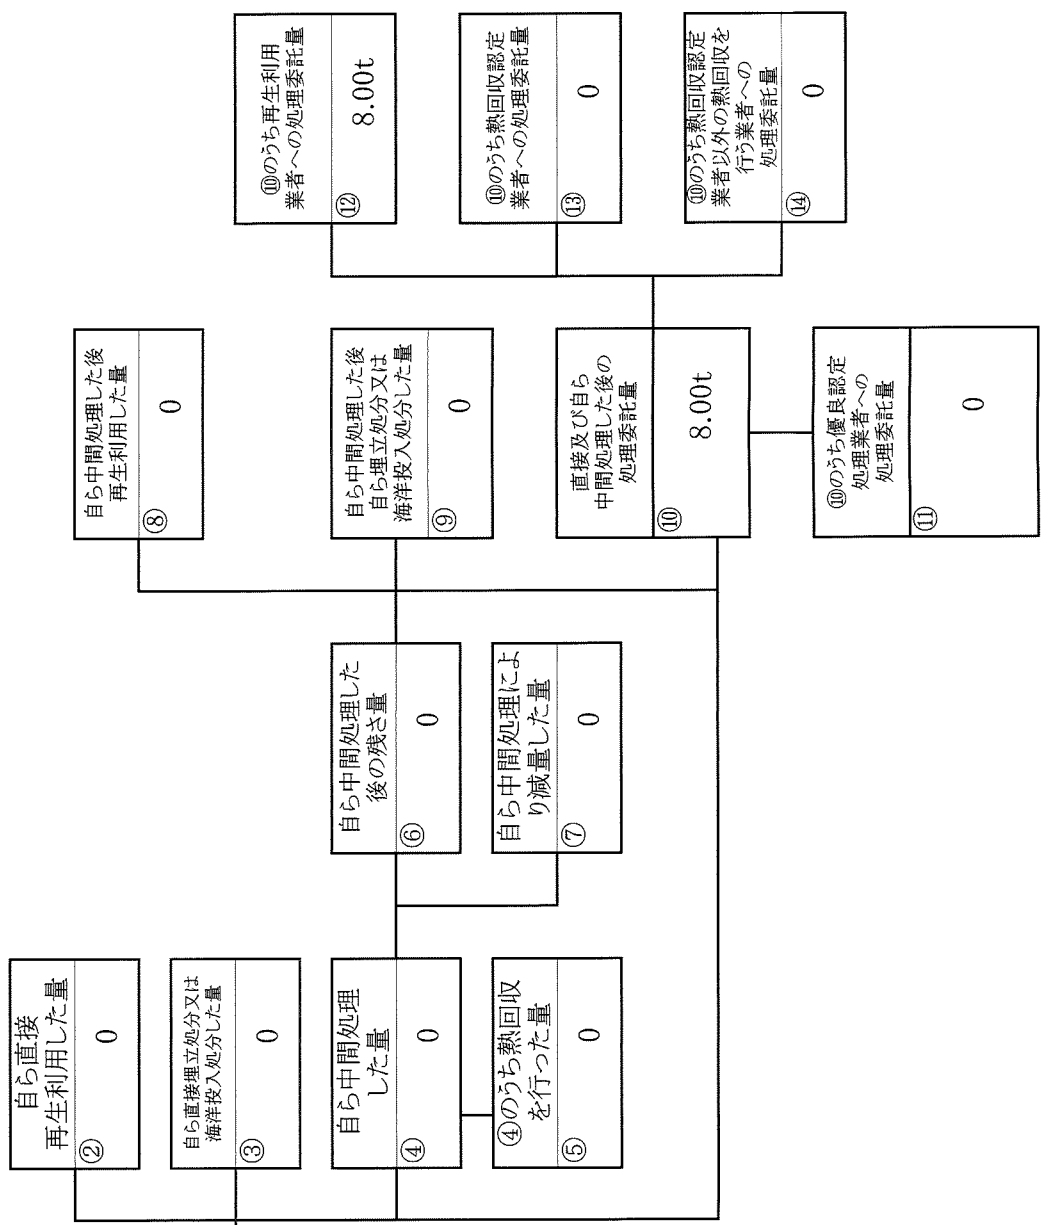 自ら直接
再生利用した量
②
0
自ら直接埋立処分又は
海洋投入処分した量
③
0
自ら中間処理
した量
④
0
④のうち熱回収
を行った量
⑤
0
自ら中間処理した
後の残さ量
⑥
0
自ら中間処理によ
り減量した量
⑦
0
自ら中間処理した後
再生利用した量
⑧
0
自ら中間処理した後
自ら埋立処分又は
海洋投入処分した量
⑨
0
直接及び自ら
中間処理した後の
処理委託量
⑩
8.00t
⑩のうち優良認定
処理業者への
処理委託量
⑪
0
⑩のうち再生利用
業者への処理委託量
⑫
8.00t
⑩のうち熱回収認定
業者への処理委託量
⑬
0
⑩のうち熱回収認定
業者以外の熱回収を
行う業者への
処理委託量
⑭
0